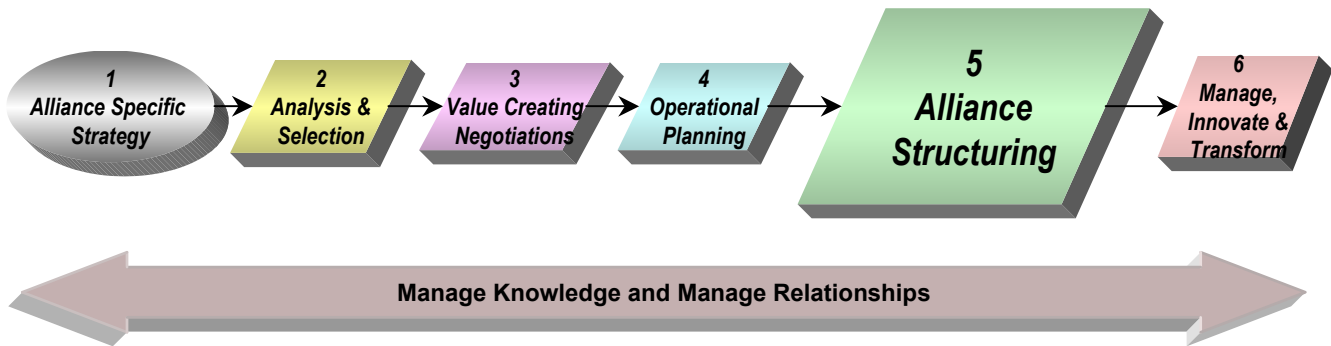 1
Alliance Specific
Strategy
2
Analysis &
Selection
3
Value Creating
Negotiations
4
Operational
Planning
5
Alliance
Structuring
6
Manage,
Innovate &
Transform
Manage Knowledge and Manage Relationships